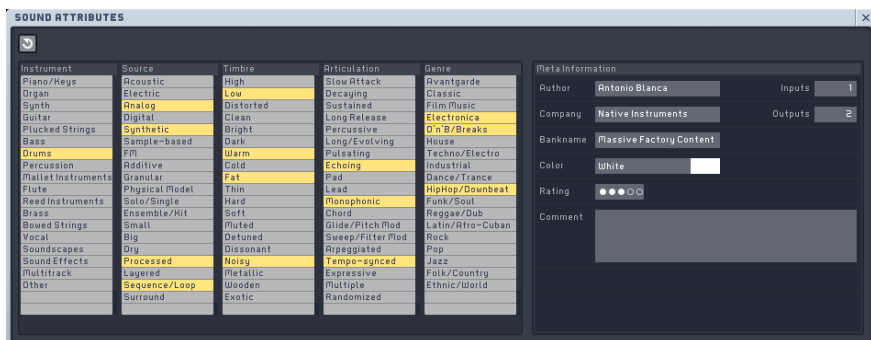 SOUND ATTRIBUTES
Instrument Source Timbre Articulation Genre
Piano/Keys Acoustic High Slow Attack Avantgarde
Organ Electric Low Decaying Classic
Synth Analog Distorted Sustained Film Music
Guitar Digital Clean Long Release Electronica
Plucked Strings Synthetic Bright Percussive D'n'B/Breaks
Bass Sample-based Dark Long/Evolving House
Drums FM Warm Pulsating Techno/Electro
Percussion Additive Cold Echoing Industrial
Mallet Instruments Granular Fat Pad Dance/Trance
Flute Physical Model Thin Lead HipHop/Downbeat
Reed Instruments Solo/Single Hard Monophonic Funk/Soul
Brass Ensemble/Kit Soft Chord Reggae/Dub
Bowed Strings Small Muted Glide/Pitch Mod Latin/Afro-Cuban
Vocal Big Detuned Sweep/Filter Mod Rock
Soundscapes Dry Dissonant Arpeggiated Pop
Sound Effects Processed Noisy Tempo-synced Jazz
Multitrack Layered Metallic Expressive Folk/Country
Other Sequence/Loop Wooden Multiple Ethnic/World
Surround Exotic Randomized
Meta Information
Author Antonio Blanca Inputs 1
Company Native Instruments Outputs 2
Bankname Massive Factory Content
Color White
Rating
Comment